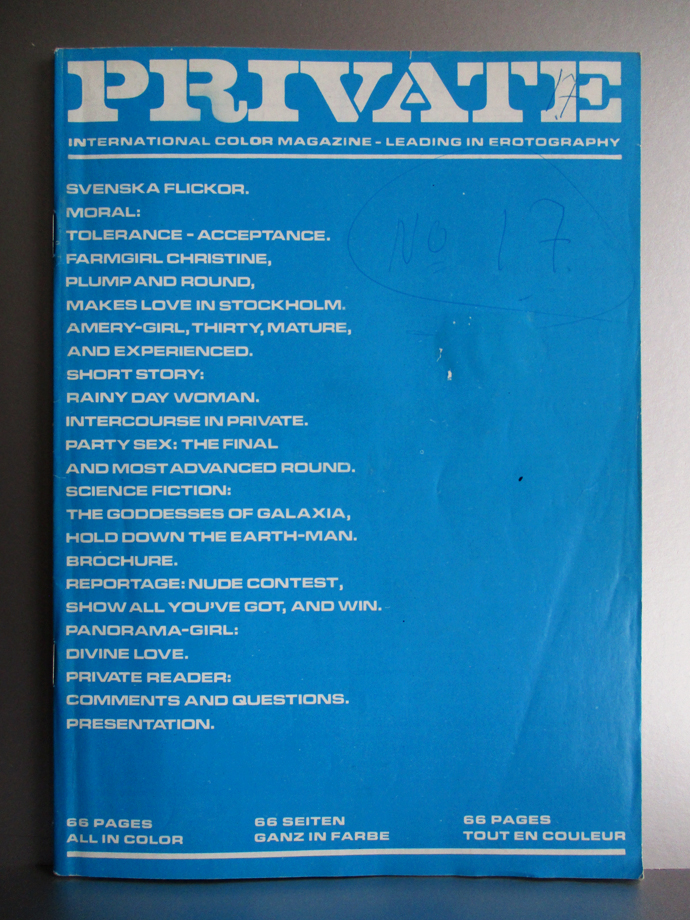 PRIVATE
17
INTERNATIONAL COLOR MAGAZINE - LEADING IN EROTOGRAPHY
No 17.
SVENSKA FLICKOR.
MORAL:
TOLERANCE - ACCEPTANCE.
FARMGIRL CHRISTINE,
PLUMP AND ROUND,
MAKES LOVE IN STOCKHOLM.
AMERY-GIRL, THIRTY, MATURE,
AND EXPERIENCED.
SHORT STORY:
RAINY DAY WOMAN.
INTERCOURSE IN PRIVATE.
PARTY SEX: THE FINAL
AND MOST ADVANCED ROUND.
SCIENCE FICTION:
THE GODDESSES OF GALAXIA,
HOLD DOWN THE EARTH-MAN.
BROCHURE.
REPORTAGE: NUDE CONTEST,
SHOW ALL YOU'VE GOT, AND WIN.
PANORAMA-GIRL:
DIVINE LOVE.
PRIVATE READER:
COMMENTS AND QUESTIONS.
PRESENTATION.
66 PAGES
ALL IN COLOR
66 SEITEN
GANZ IN FARBE
66 PAGES
TOUT EN COULEUR